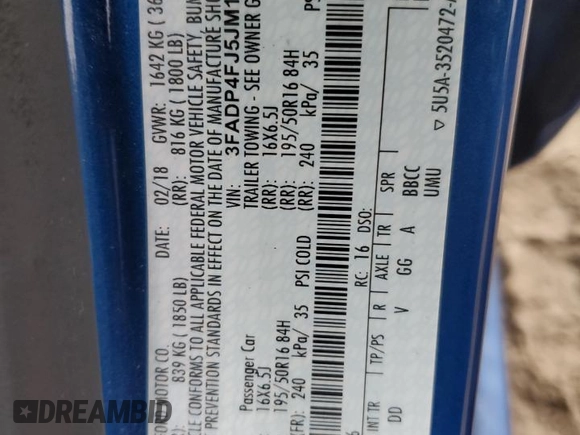 MOTOR CO. DATE: 02/18 GVWR: 1642 KG
839 KG (1850 LB) (RR): 816 KG (1800 LB)
CONFORMS TO ALL APPLICABLE FEDERAL MOTOR VEHICLE SAFETY,
PREVENTION STANDARDS IN EFFECT ON THE DATE OF MANUFACTURE
VIN: 3FADP4FJ5JM1
Passenger Car TRAILER TOWING - SEE OWNER
16X6.5J (RR): 16X6.5J
195/50R16 84H (RR): 195/50R16 84H
(FR): 240 kPa/ 35 PSI COLD (RR): 240 kPa/ 35
RC: 16 DSO:
INT TR TP/PS R AXLE TR SPR
DD V GG A BBCC
UMU
▽ 5U5A-3520472-
DREAMBID